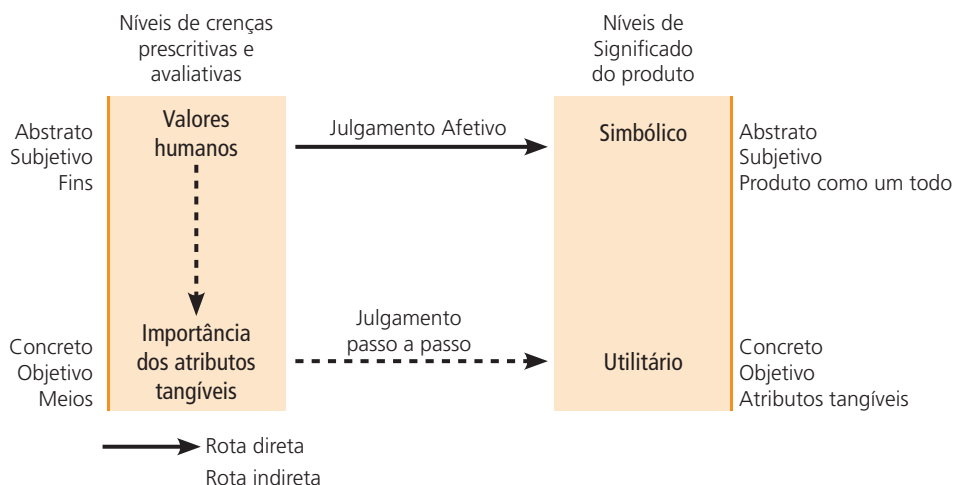 Níveis de crenças
prescritivas e
avaliativas
Níveis de
Significado
do produto
Abstrato
Subjetivo
Fins
Valores
humanos
Julgamento Afetivo
Simbólico
Abstrato
Subjetivo
Produto como um todo
Concreto
Objetivo
Meios
Importância
dos atributos
tangíveis
Julgamento
passo a passo
Utilitário
Concreto
Objetivo
Atributos tangíveis
Rota direta
Rota indireta